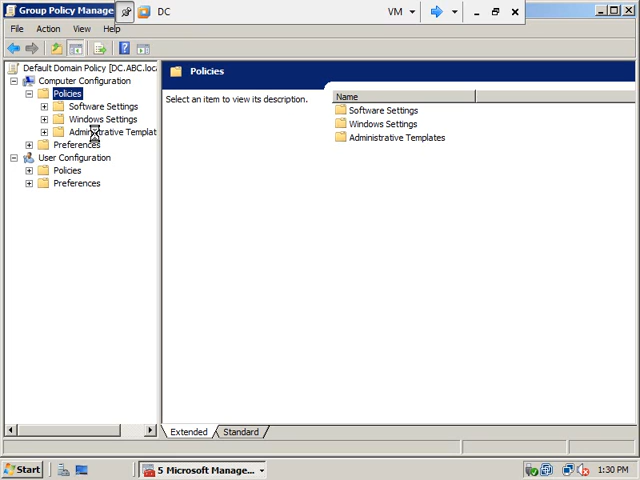 Group Policy Manage
DC
VM
File Action View Help
Default Domain Policy [DC.ABC.loc
Computer Configuration
Policies
Software Settings
Windows Settings
Administrative Templat
Preferences
User Configuration
Policies
Preferences
Policies
Select an item to view its description.
Name
Software Settings
Windows Settings
Administrative Templates
Extended Standard
Start
5 Microsoft Manage...
1:30 PM